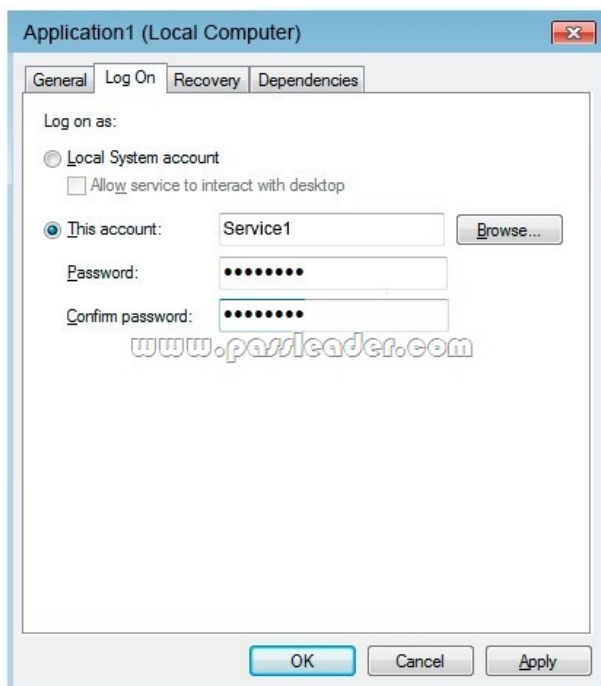 Application1 (Local Computer)
General Log On Recovery Dependencies
Log on as:
Local System account
Allow service to interact with desktop
This account: Service1 Browse...
Password: ••••••••
Confirm password: ••••••••
www.passleader.com
OK Cancel Apply